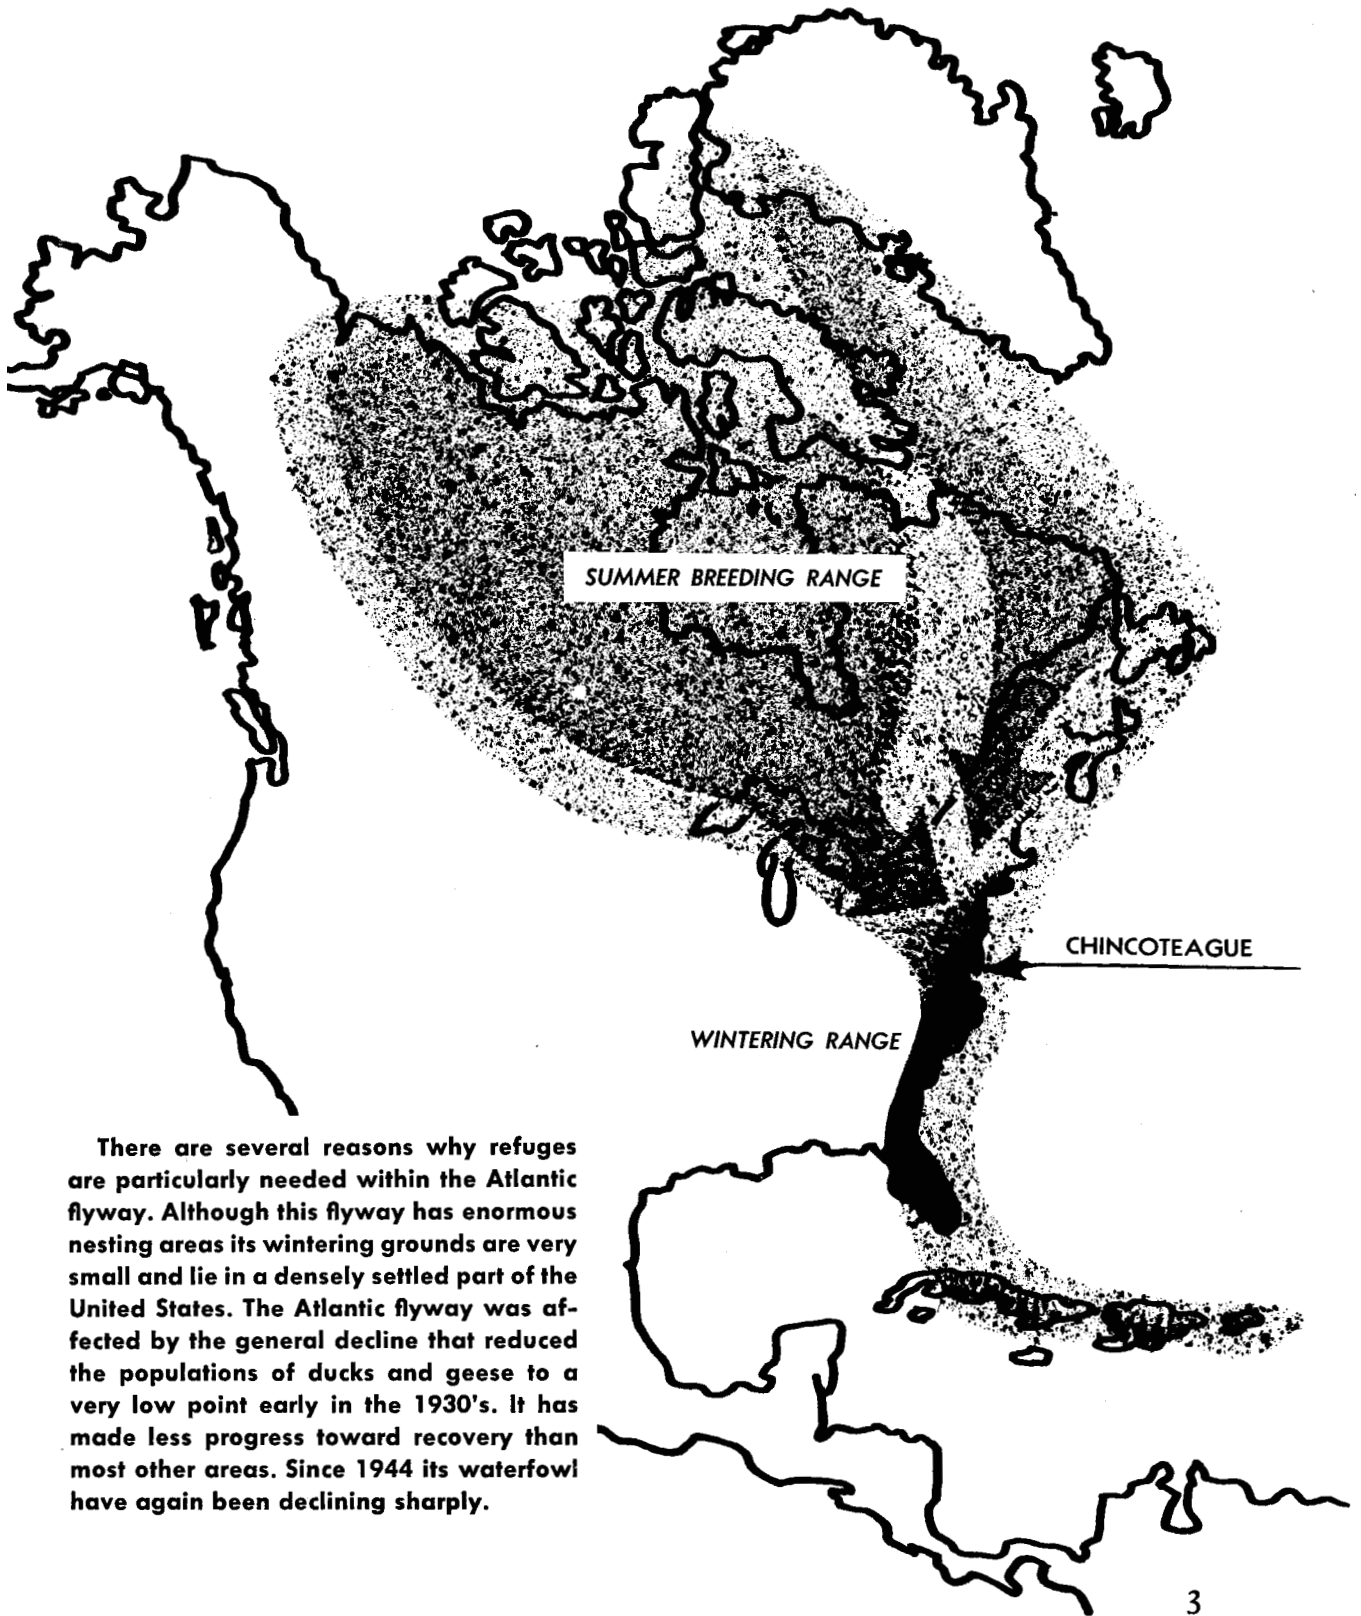 SUMMER BREEDING RANGE
CHINCOTEAGUE
WINTERING RANGE
There are several reasons why refuges
are particularly needed within the Atlantic
flyway. Although this flyway has enormous
nesting areas its wintering grounds are very
small and lie in a densely settled part of the
United States. The Atlantic flyway was af-
fected by the general decline that reduced
the populations of ducks and geese to a
very low point early in the 1930's. It has
made less progress toward recovery than
most other areas. Since 1944 its waterfowl
have again been declining sharply.
3